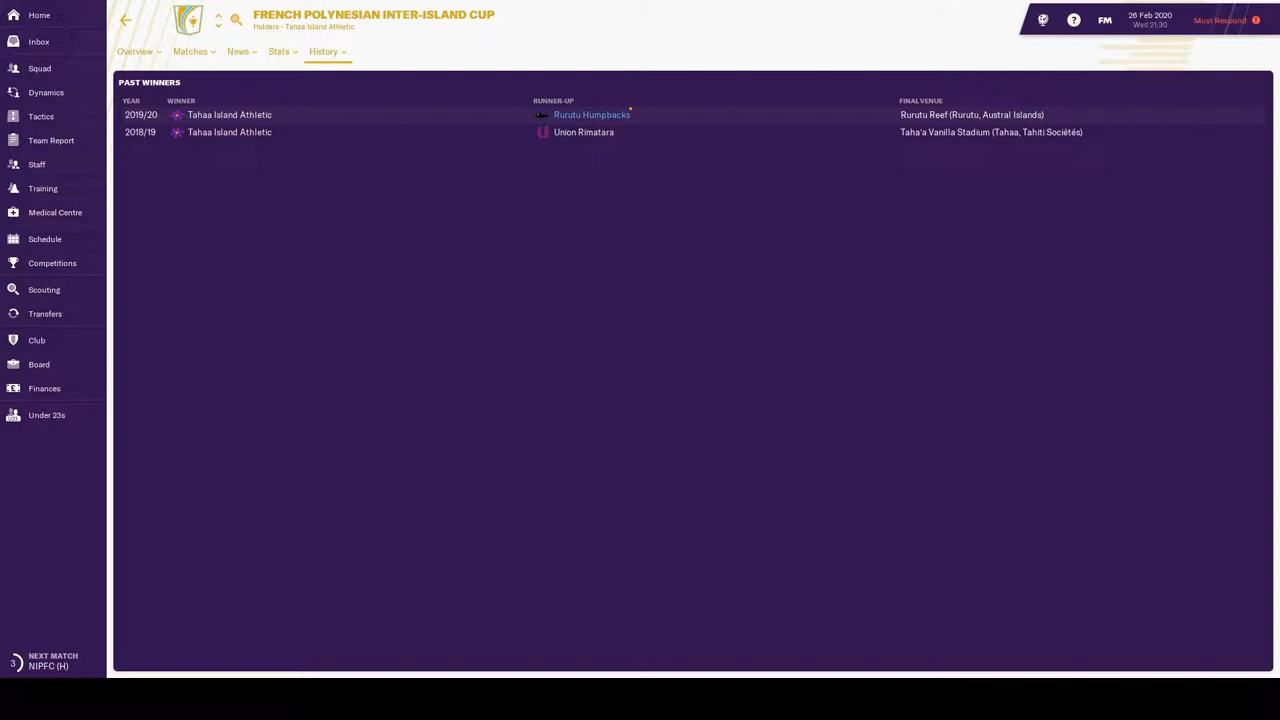 Home
Inbox
Squad
Dynamics
Tactics
Team Report
Staff
Training
Medical Centre
Schedule
Competitions
Scouting
Transfers
Club
Board
Finances
Under 23s
3 NEXT MATCH
NIPFC (H)
FRENCH POLYNESIAN INTER-ISLAND CUP
Holders - Tahaa Island Athletic
? FM 26 Feb 2020 Must Respond !
Wed 21:30
Overview Matches News Stats History
PAST WINNERS
YEAR WINNER RUNNER-UP FINAL VENUE
2019/20 Tahaa Island Athletic Rurutu Humpbacks Rurutu Reef (Rurutu, Austral Islands)
2018/19 Tahaa Island Athletic Union Rimatara Taha'a Vanilla Stadium (Tahaa, Tahiti Sociétés)